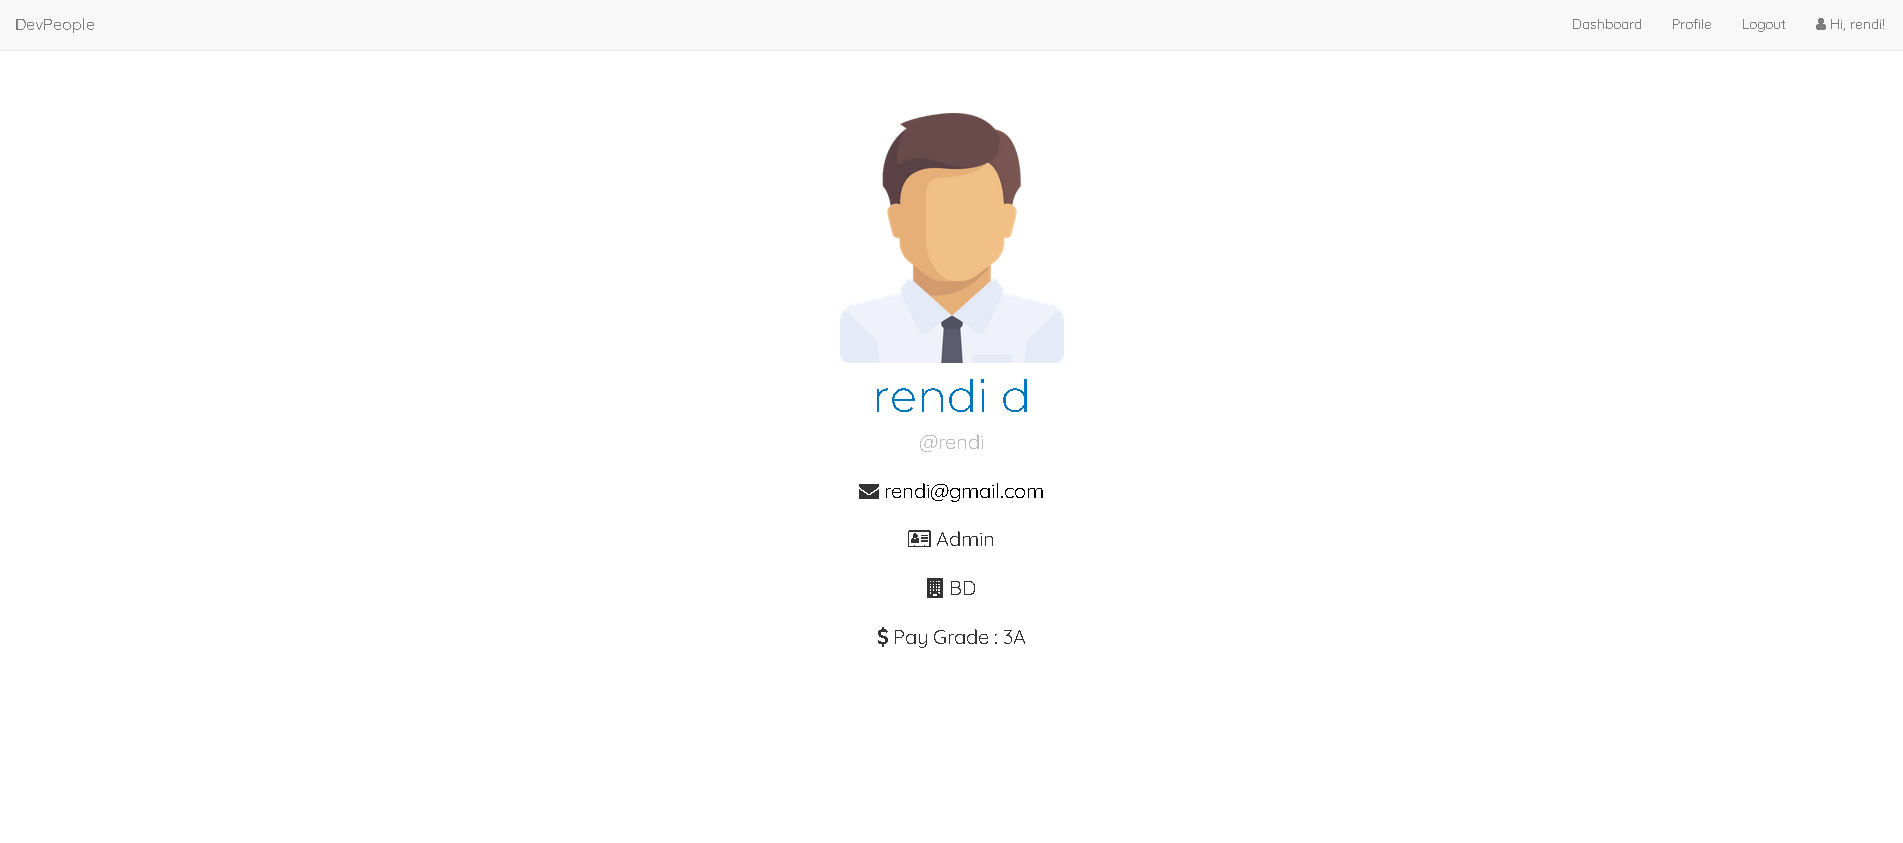 DevPeople
Dashboard Profile Logout Hi, rendi!
rendi d
@rendi
rendi@gmail.com
Admin
BD
$ Pay Grade : 3A